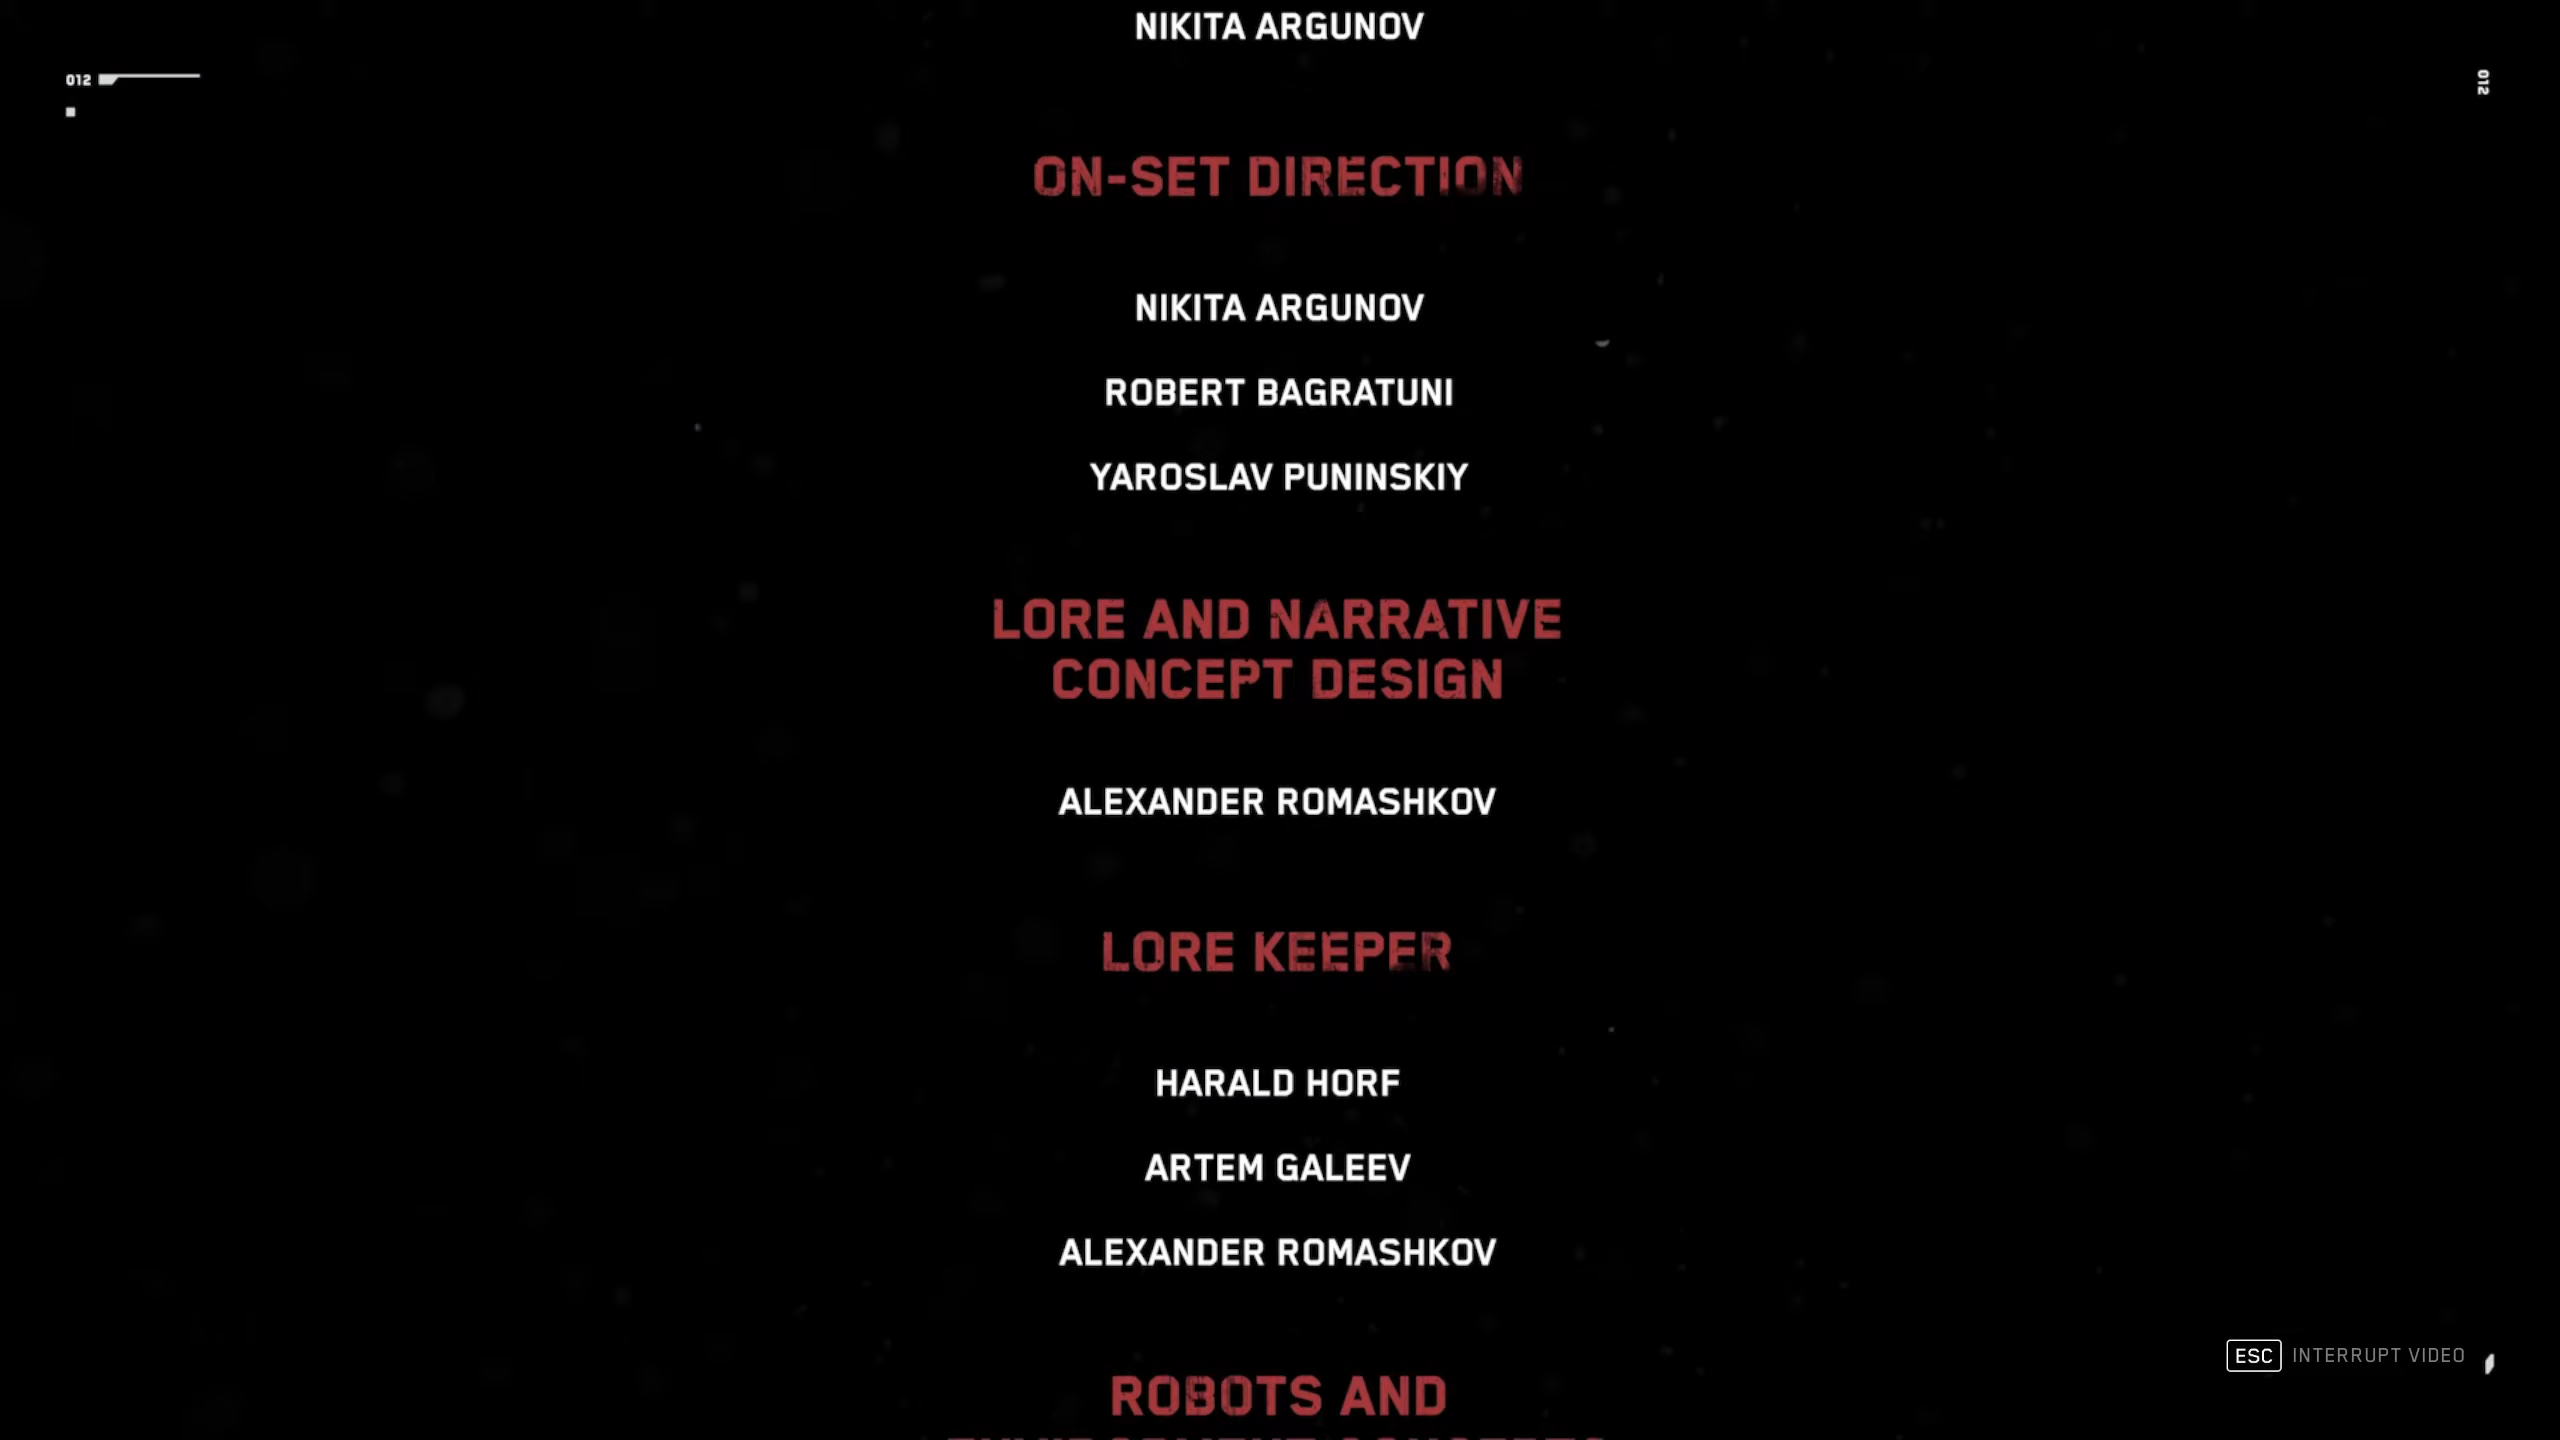 NIKITA ARGUNOV
012
012
ON-SET DIRECTION
NIKITA ARGUNOV
ROBERT BAGRATUNI
YAROSLAV PUNINSKIY
LORE AND NARRATIVE
CONCEPT DESIGN
ALEXANDER ROMASHKOV
LORE KEEPER
HARALD HORF
ARTEM GALEEV
ALEXANDER ROMASHKOV
ESC INTERRUPT VIDEO
ROBOTS AND